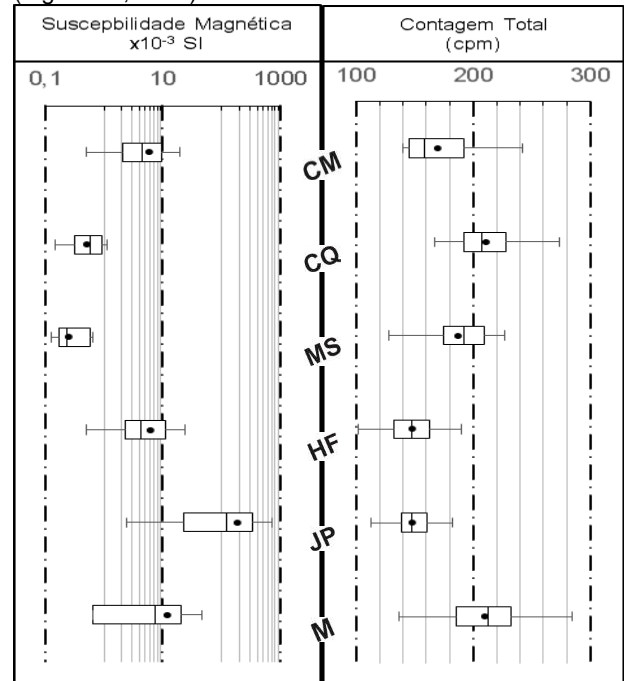 Suscepbilidade Magnética
x10-³ SI
Contagem Total
(cpm)
0,1 10 1000
100 200 300
CM
CQ
MS
HF
JP
M